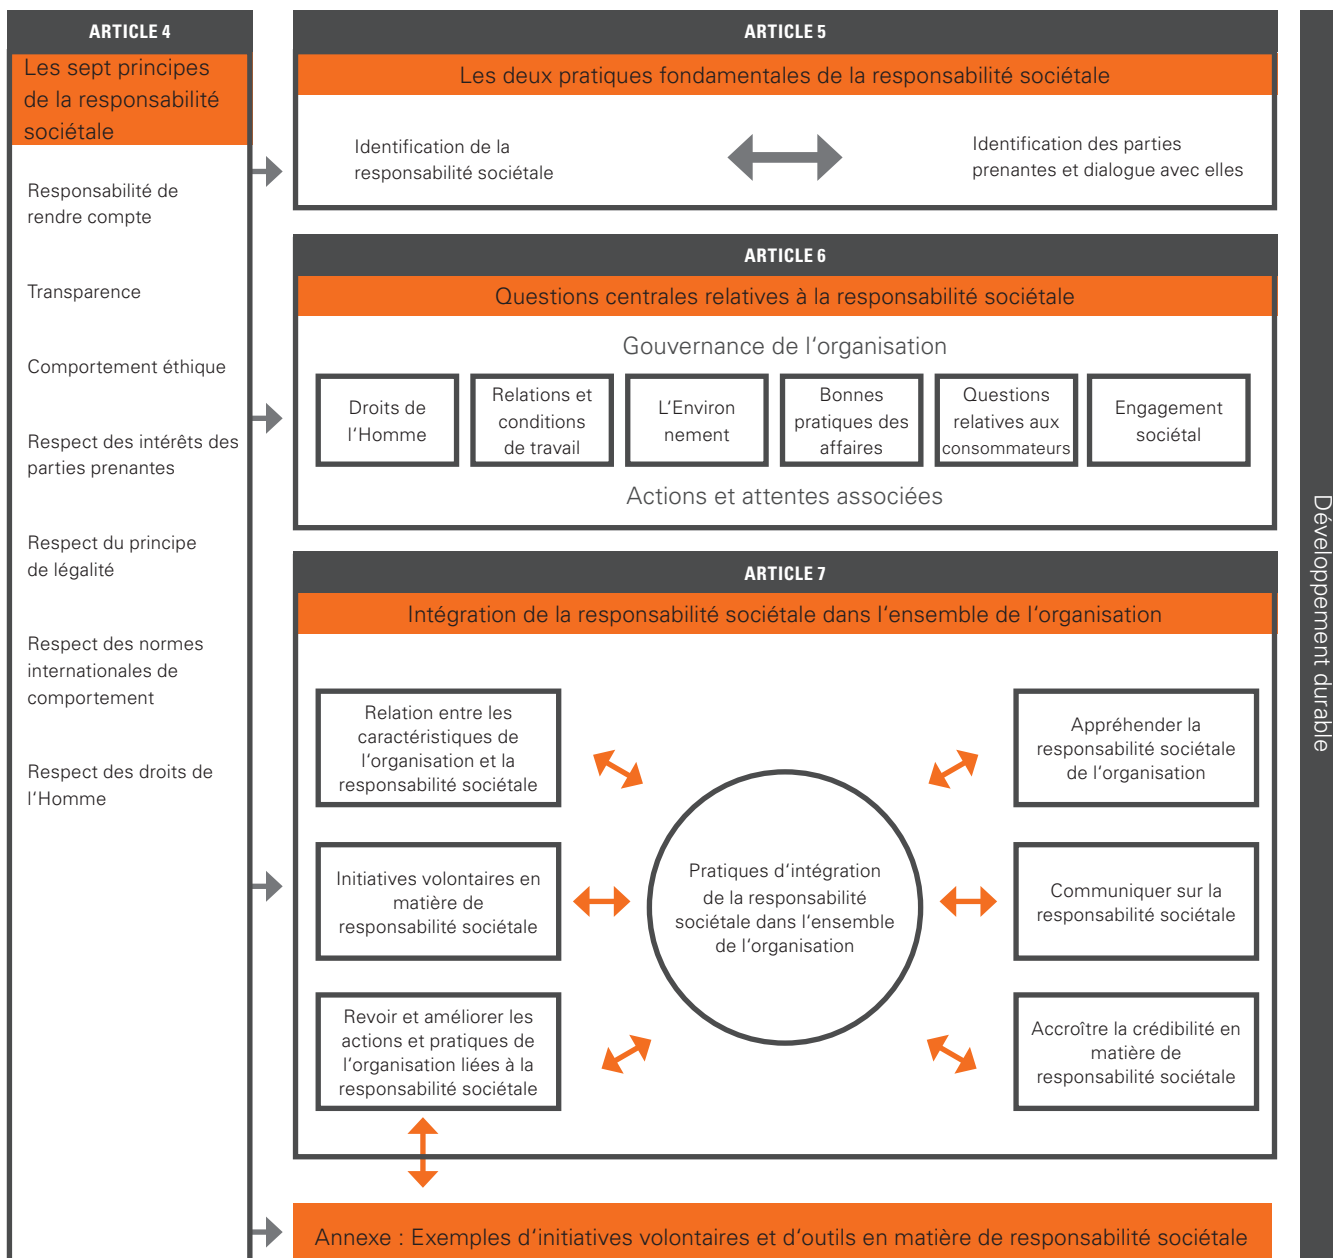 ARTICLE 4
Les sept principes
de la responsabilité
sociétale
Responsabilité de
rendre compte
Transparence
Comportement éthique
Respect des intérêts des
parties prenantes
Respect du principe
de légalité
Respect des normes
internationales de
comportement
Respect des droits de
l'Homme
ARTICLE 5
Les deux pratiques fondamentales de la responsabilité sociétale
Identification de la
responsabilité sociétale
Identification des parties
prenantes et dialogue avec elles
ARTICLE 6
Questions centrales relatives à la responsabilité sociétale
Gouvernance de l'organisation
Droits de
l'Homme
Relations et
conditions
de travail
L'Environ
nement
Bonnes
pratiques des
affaires
Questions
relatives aux
consommateurs
Engagement
sociétal
Actions et attentes associées
ARTICLE 7
Intégration de la responsabilité sociétale dans l'ensemble de l'organisation
Relation entre les
caractéristiques de
l'organisation et la
responsabilité sociétale
Initiatives volontaires en
matière de
responsabilité sociétale
Revoir et améliorer les
actions et pratiques de
l'organisation liées à la
responsabilité sociétale
Pratiques d'intégration
de la responsabilité
sociétale dans l'ensemble
de l'organisation
Appréhender la
responsabilité sociétale
de l'organisation
Communiquer sur la
responsabilité sociétale
Accroître la crédibilité en
matière de
responsabilité sociétale
Annexe : Exemples d'initiatives volontaires et d'outils en matière de responsabilité sociétale
Développement durable